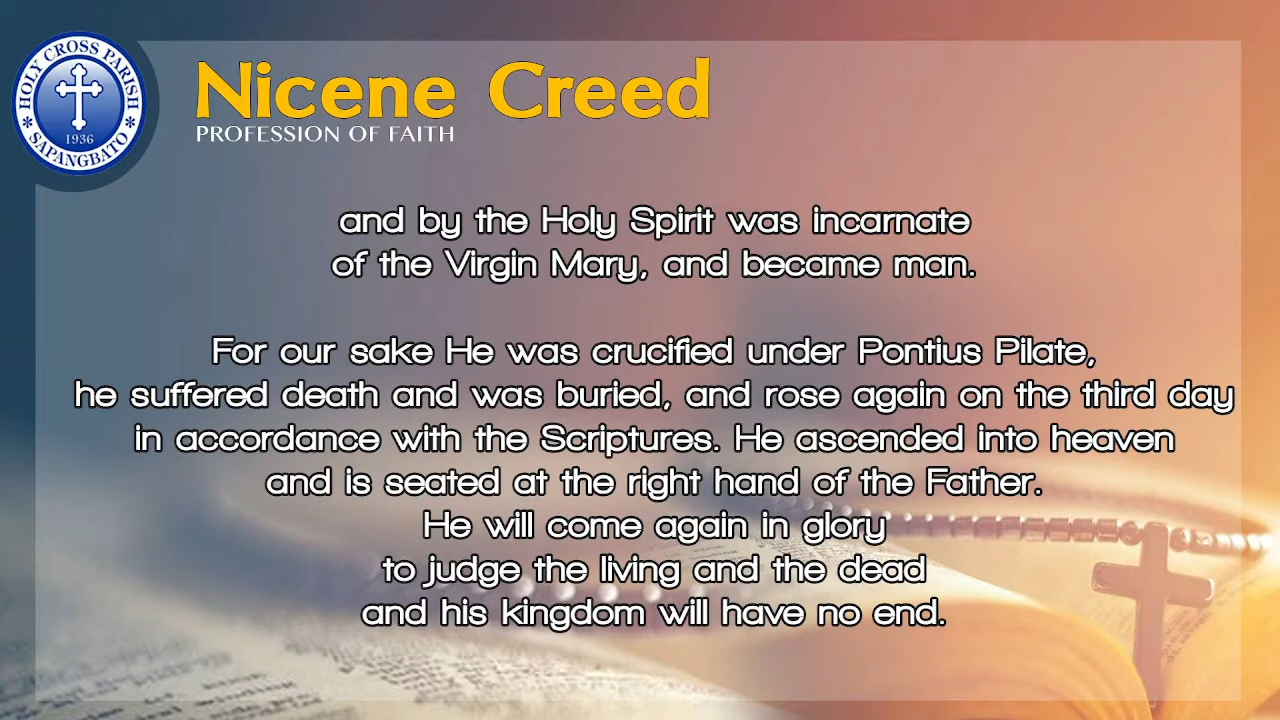 HOLY CROSS PARISH
1936
* SAPANGBATO *
Nicene Creed
PROFESSION OF FAITH
and by the Holy Spirit was incarnate
of the Virgin Mary, and became man.
For our sake He was crucified under Pontius Pilate,
he suffered death and was buried, and rose again on the third day
in accordance with the Scriptures. He ascended into heaven
and is seated at the right hand of the Father.
He will come again in glory
to judge the living and the dead
and his kingdom will have no end.